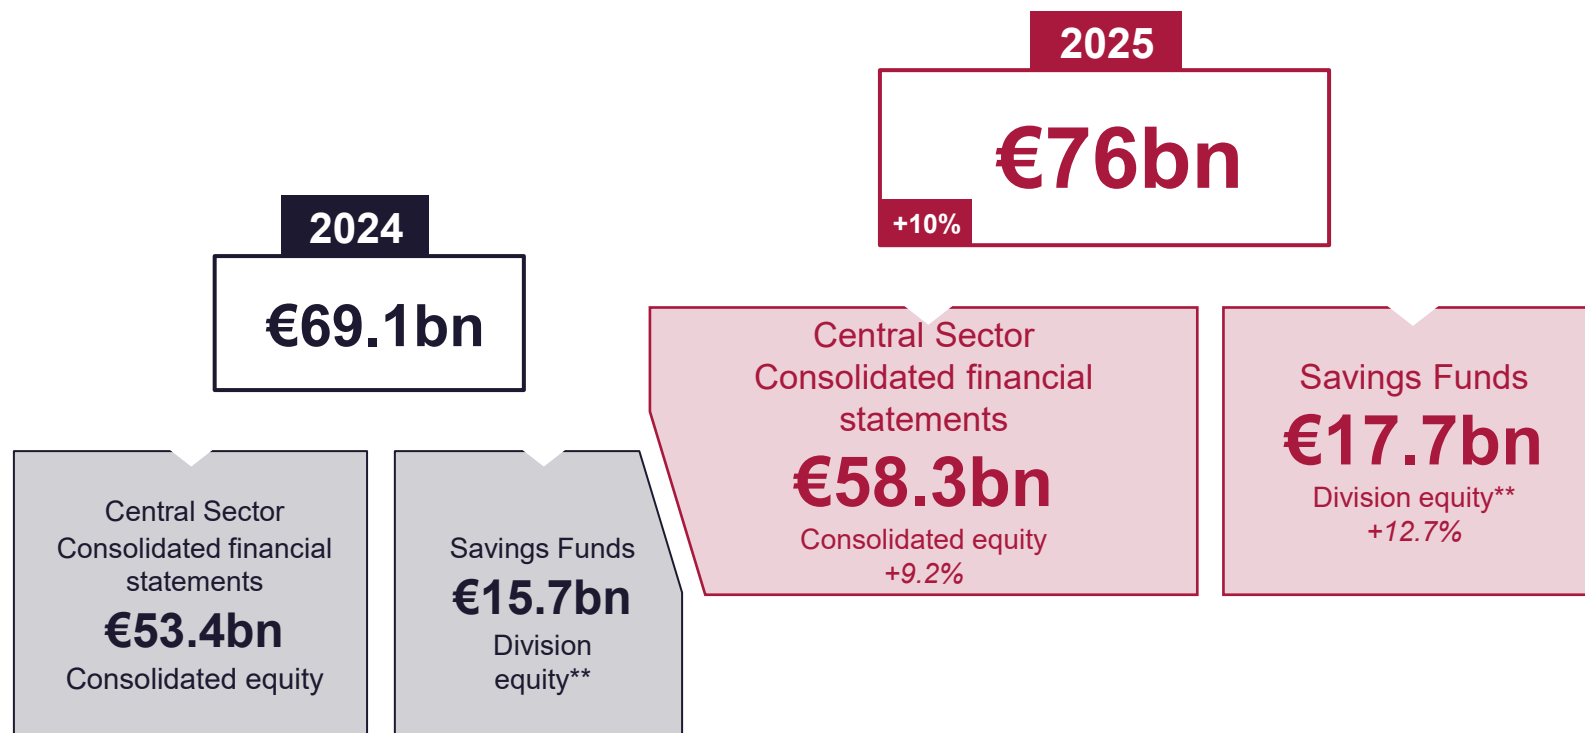 2024
€69.1bn
Central Sector
Consolidated financial
statements
€53.4bn
Consolidated equity
Savings Funds
€15.7bn
Division
equity**
2025
€76bn
+10%
Central Sector
Consolidated financial
statements
€58.3bn
Consolidated equity
+9.2%
Savings Funds
€17.7bn
Division equity**
+12.7%